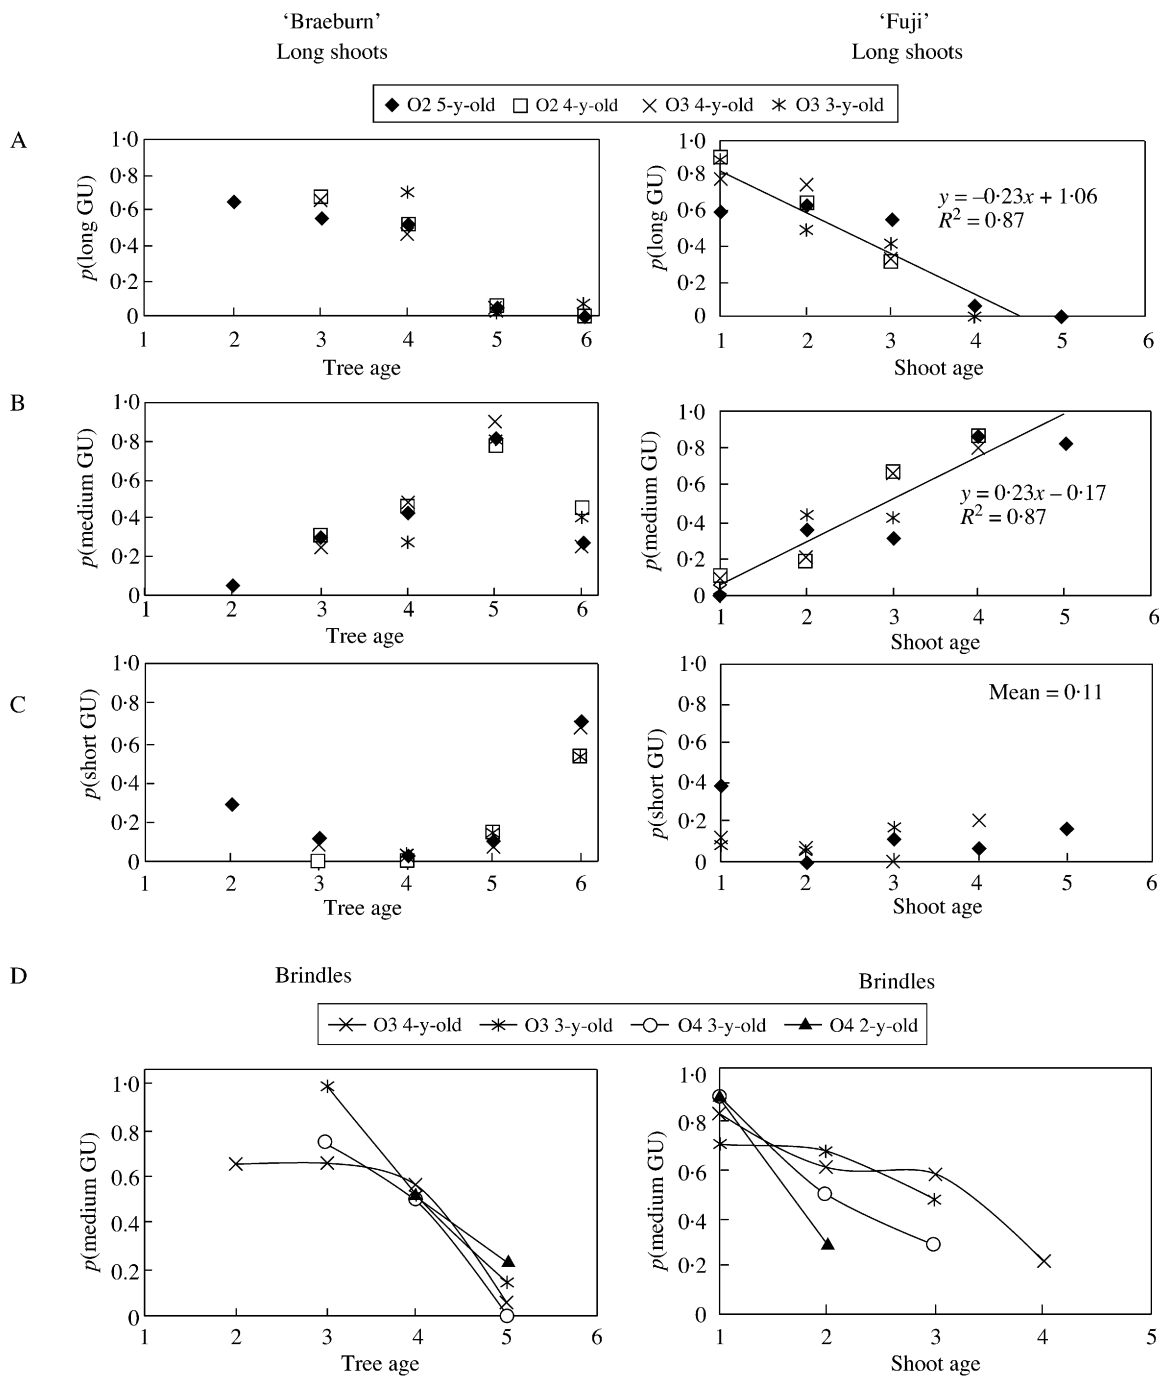 ‘Braeburn’
Long shoots
‘Fuji’
Long shoots
O2 5-y-old O2 4-y-old O3 4-y-old O3 3-y-old
A
1·0
0·8
0·6
0·4
0·2
0
p(long GU)
1 2 3 4 5 6
Tree age
1·0
0·8
0·6
0·4
0·2
0
p(long GU)
y = –0·23x + 1·06
R² = 0·87
1 2 3 4 5 6
Shoot age
B
1·0
0·8
0·6
0·4
0·2
0
p(medium GU)
1 2 3 4 5 6
Tree age
1·0
0·8
0·6
0·4
0·2
0
p(medium GU)
y = 0·23x – 0·17
R² = 0·87
1 2 3 4 5 6
Shoot age
C
1·0
0·8
0·6
0·4
0·2
0
p(short GU)
1 2 3 4 5 6
Tree age
1·0
0·8
0·6
0·4
0·2
0
p(short GU)
Mean = 0·11
1 2 3 4 5 6
Shoot age
D
Brindles
Brindles
O3 4-y-old O3 3-y-old O4 3-y-old O4 2-y-old
1·0
0·8
0·6
0·4
0·2
0
p(medium GU)
1 2 3 4 5 6
Tree age
1·0
0·8
0·6
0·4
0·2
0
p(medium GU)
1 2 3 4 5
Shoot age